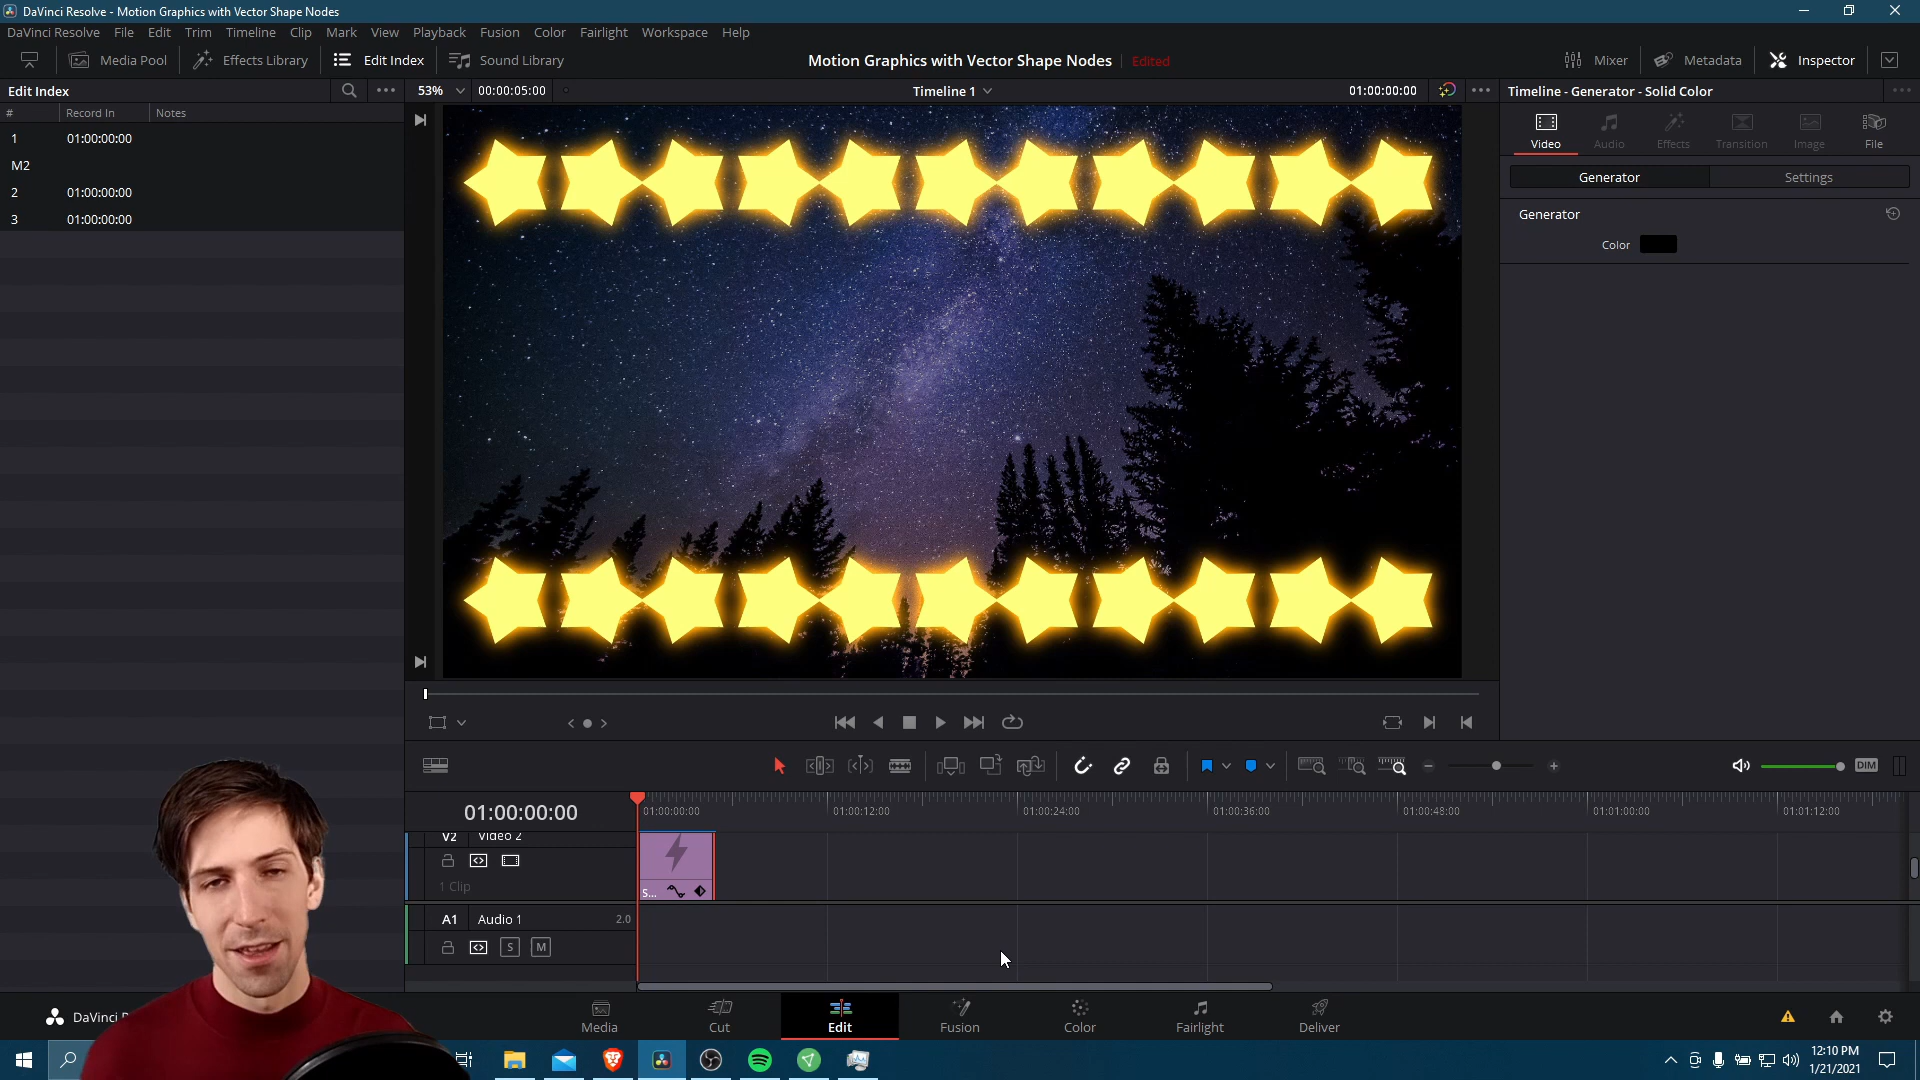 DaVinci Resolve - Motion Graphics with Vector Shape Nodes
DaVinci Resolve File Edit Trim Timeline Clip Mark View Playback Fusion Color Fairlight Workspace Help
Media Pool Effects Library Edit Index Sound Library Motion Graphics with Vector Shape Nodes Edited Mixer Metadata Inspector
Edit Index 53% 00:00:05:00 Timeline 1 01:00:00:00 Timeline - Generator - Solid Color
# Record In Notes
1 01:00:00:00
M2
2 01:00:00:00
3 01:00:00:00
Video Audio Effects Transition Image File
Generator Settings
Generator
Color
DIM
01:00:00:00 01:00:00:00 01:00:12:00 01:00:24:00 01:00:36:00 01:00:48:00 01:01:00:00 01:01:12:00
V2 Video 2
1 Clip
S...
A1 Audio 1 2.0
S M
DaVinci
Media Cut Edit Fusion Color Fairlight Deliver
12:10 PM
1/21/2021